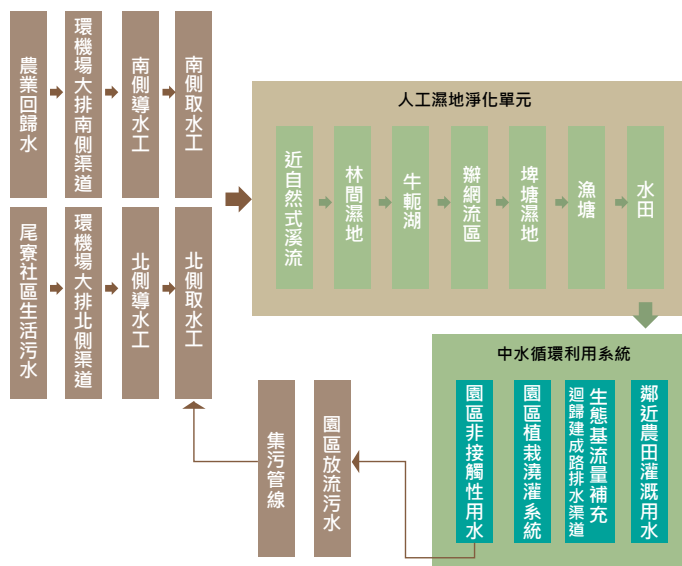 農業回歸水
環機場大排南側渠道
南側導水工
南側取水工
尾寮社區生活污水
環機場大排北側渠道
北側導水工
北側取水工
人工濕地淨化單元
近自然式溪流
林間濕地
牛軛湖
辮網流區
埤塘濕地
漁塘
水田
中水循環利用系統
園區非接觸性用水
園區植栽澆灌系統
生態基流量補充
迴歸建成路排水渠道
鄰近農田灌溉用水
園區放流污水
集污管線